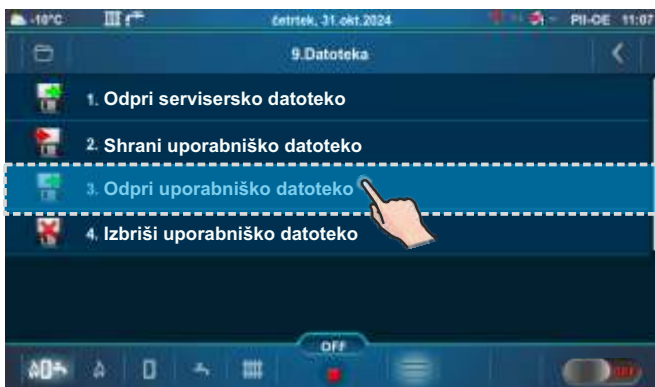 -10°C četrtek, 31.okt.2024 PII-OE 11:07
9.Datoteka
1. Odpri servisersko datoteko
2. Shrani uporabniško datoteko
3. Odpri uporabniško datoteko
4. Izbriši uporabniško datoteko
OFF
OFF